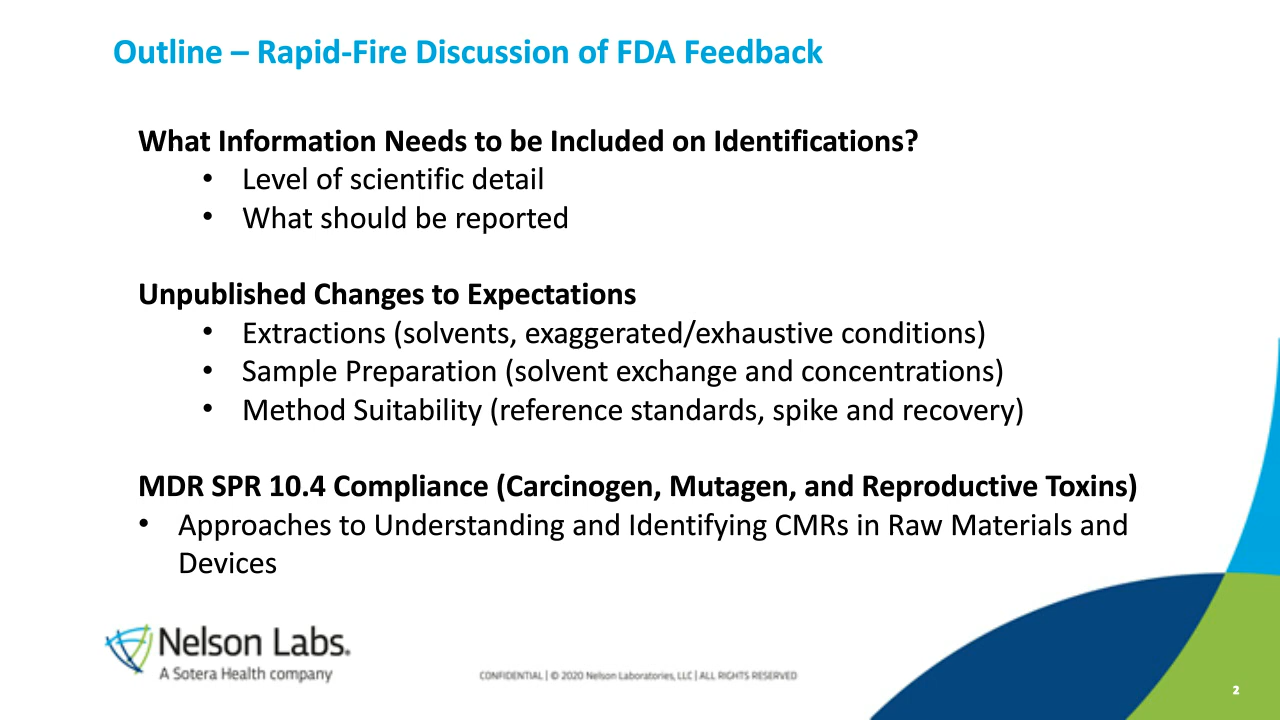 Outline – Rapid-Fire Discussion of FDA Feedback
What Information Needs to be Included on Identifications?
• Level of scientific detail
• What should be reported
Unpublished Changes to Expectations
• Extractions (solvents, exaggerated/exhaustive conditions)
• Sample Preparation (solvent exchange and concentrations)
• Method Suitability (reference standards, spike and recovery)
MDR SPR 10.4 Compliance (Carcinogen, Mutagen, and Reproductive Toxins)
• Approaches to Understanding and Identifying CMRs in Raw Materials and
Devices
Nelson Labs.
A Sotera Health company
CONFIDENTIAL | © 2020 Nelson Laboratories, LLC | ALL RIGHTS RESERVED
2